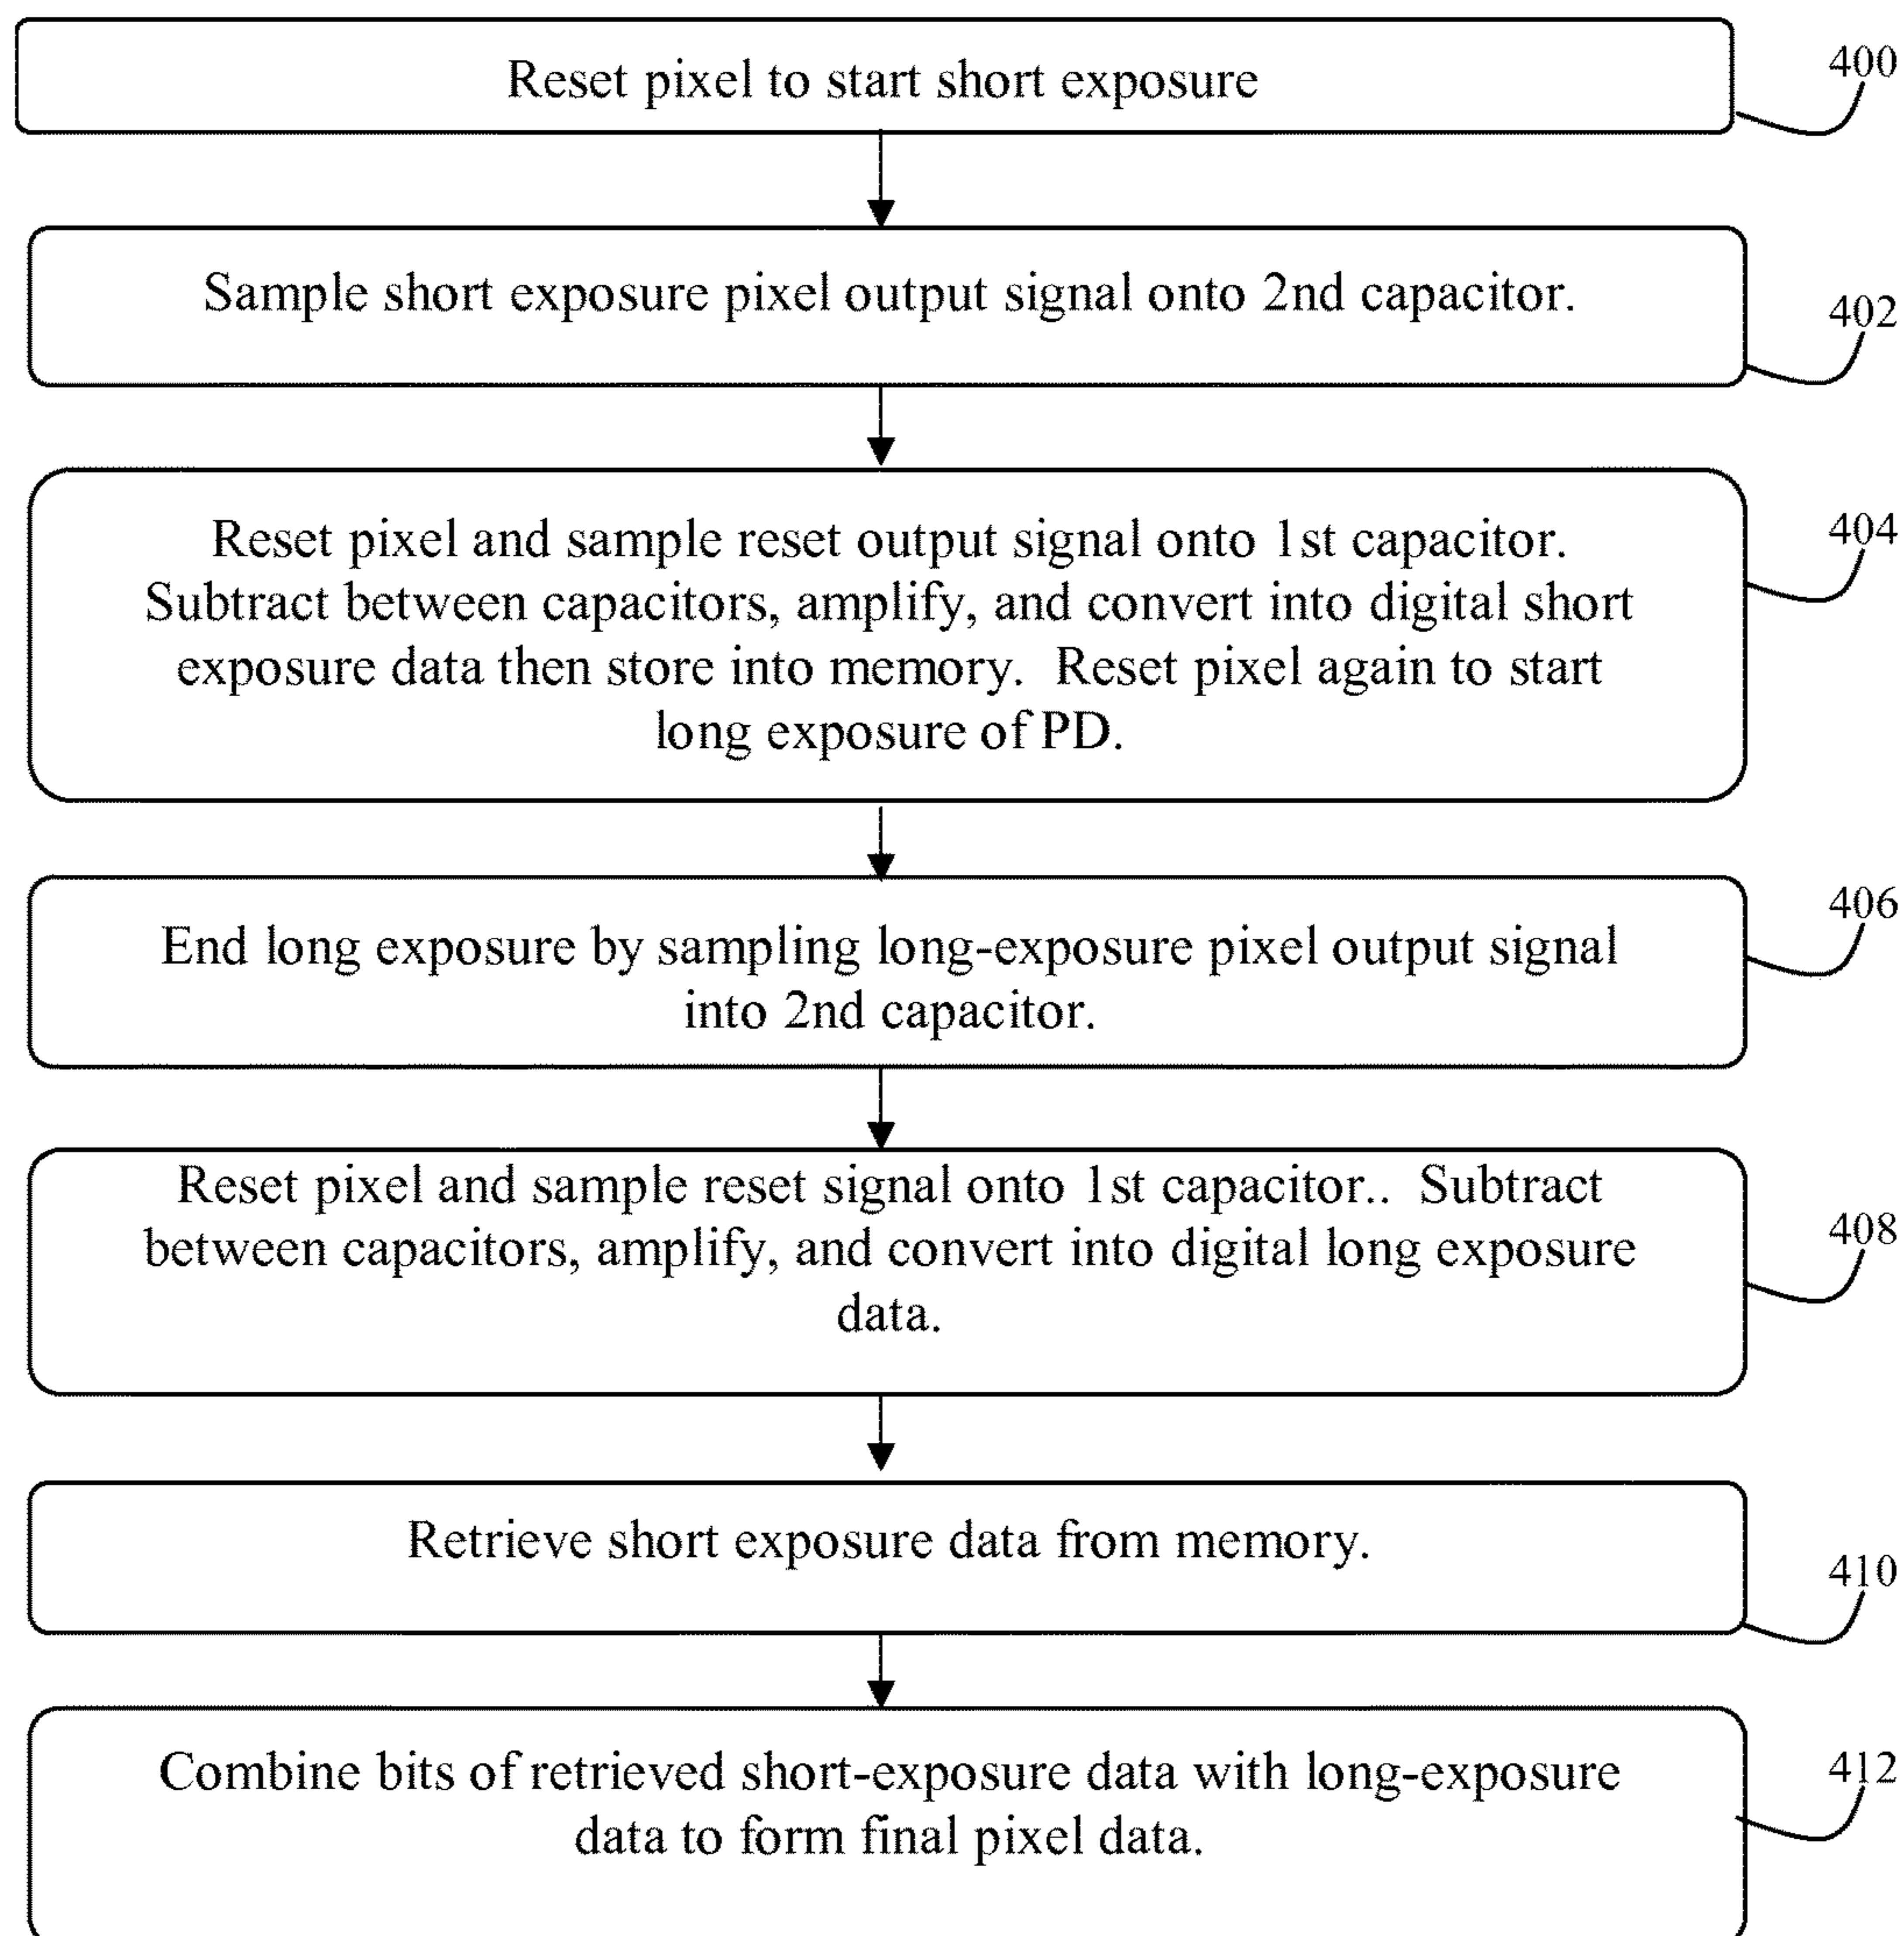 Reset pixel to start short exposure
400
Sample short exposure pixel output signal onto 2nd capacitor.
402
Reset pixel and sample reset output signal onto 1st capacitor.
Subtract between capacitors, amplify, and convert into digital short
exposure data then store into memory.  Reset pixel again to start
long exposure of PD.
404
End long exposure by sampling long-exposure pixel output signal
into 2nd capacitor.
406
Reset pixel and sample reset signal onto 1st capacitor..  Subtract
between capacitors, amplify, and convert into digital long exposure
data.
408
Retrieve short exposure data from memory.
410
Combine bits of retrieved short-exposure data with long-exposure
data to form final pixel data.
412